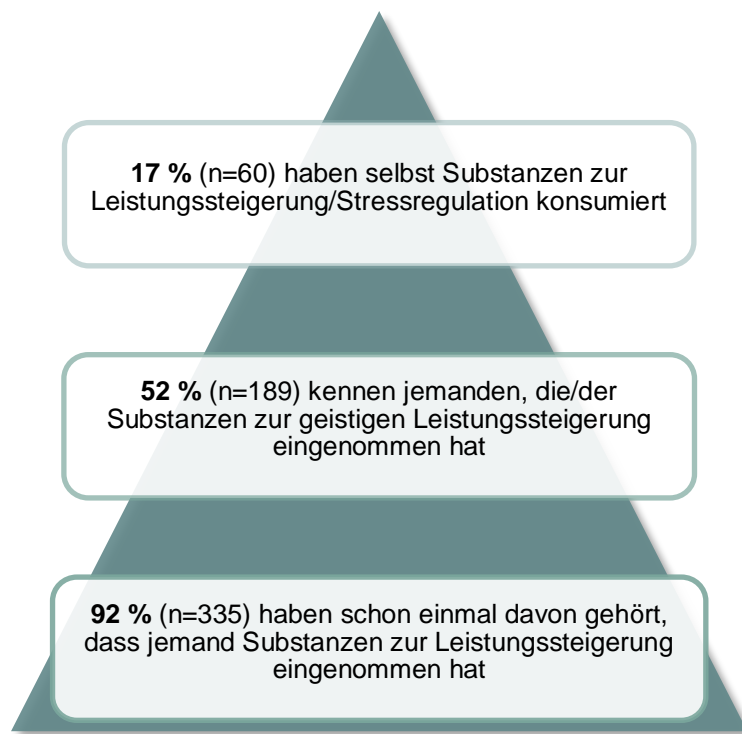 17 % (n=60) haben selbst Substanzen zur
Leistungssteigerung/Stressregulation konsumiert
52 % (n=189) kennen jemanden, die/der
Substanzen zur geistigen Leistungssteigerung
eingenommen hat
92 % (n=335) haben schon einmal davon gehört,
dass jemand Substanzen zur Leistungssteigerung
eingenommen hat